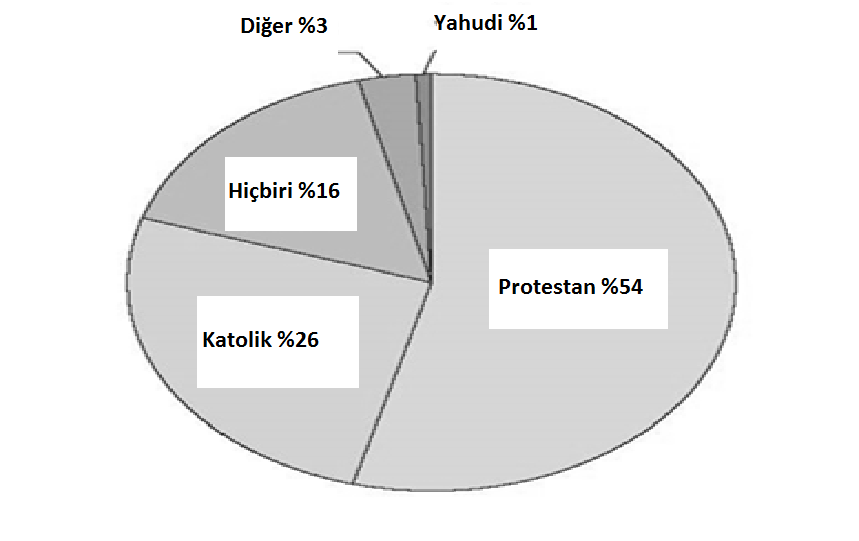 Diğer %3
Yahudi %1
Hiçbiri %16
Protestan %54
Katolik %26